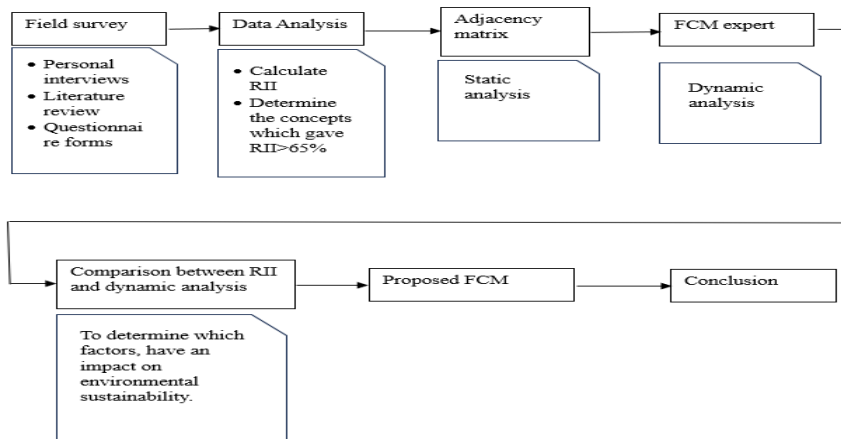 Field survey
Personal
interviews
Literature
review
Questionnai
re forms
Data Analysis
Calculate
RII
Determine
the concepts
which gave
RII>65%
Adjacency
matrix
Static
analysis
FCM expert
Dynamic
analysis
Comparison between RII
and dynamic analysis
To determine which
factors, have an
impact on
environmental
sustainability.
Proposed FCM
Conclusion